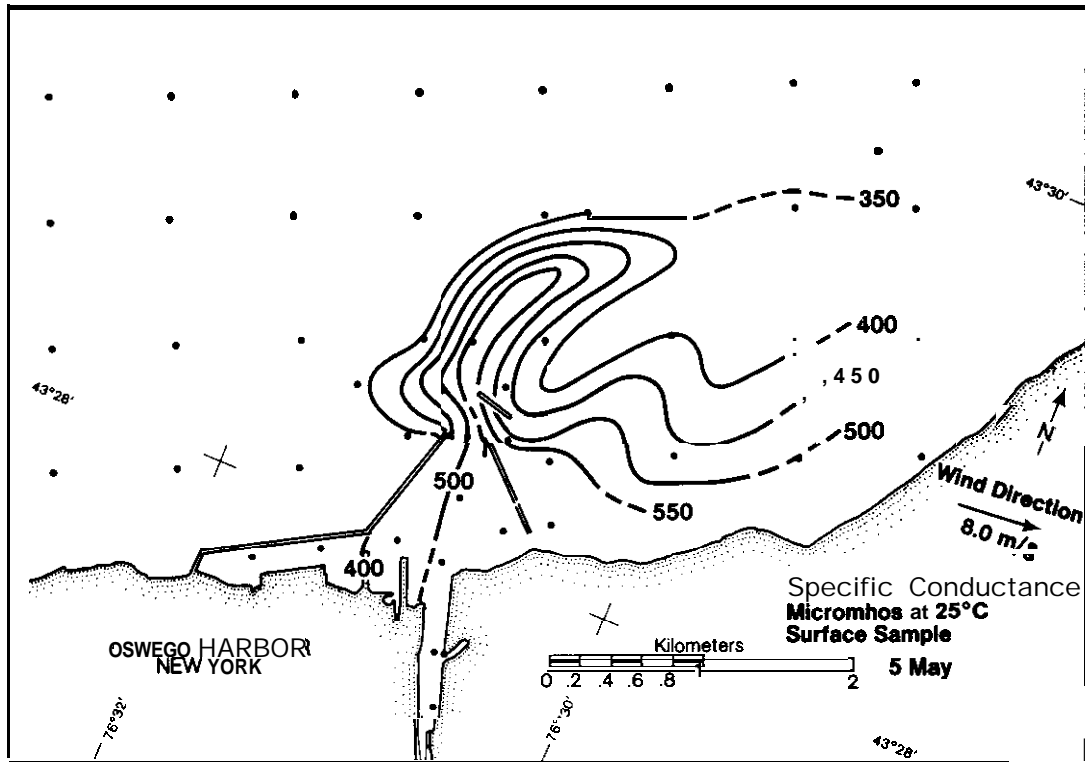 43°30'
350
400
,450
43°28'
500
500
N
Wind Direction
8.0 m/s
550
400
Specific Conductance
Micromhos at 25°C
Surface Sample
5 May
OSWEGO HARBOR
NEW YORK
Kilometers
0 .2 .4 .6 .8 1 2
76°32'
76°30'
43°28'